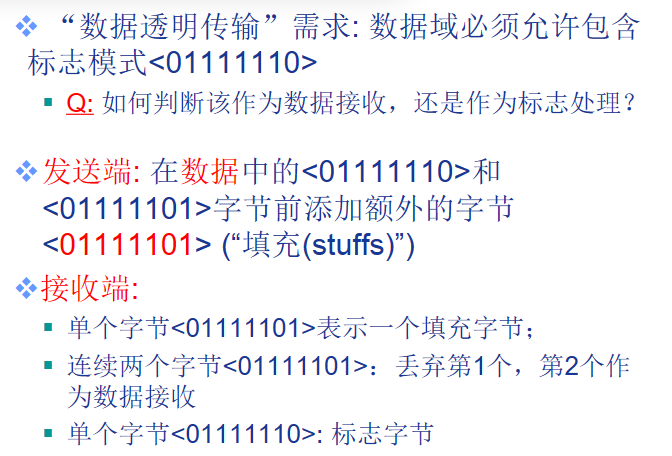 “数据透明传输”需求: 数据域必须允许包含
标志模式<01111110>
Q: 如何判断该作为数据接收，还是作为标志处理？
发送端: 在数据中的<01111110>和
<01111101>字节前添加额外的字节
<01111101> (“填充(stuffs)”)
接收端:
单个字节<01111101>表示一个填充字节；
连续两个字节<01111101>：丢弃第1个，第2个作
为数据接收
单个字节<01111110>: 标志字节